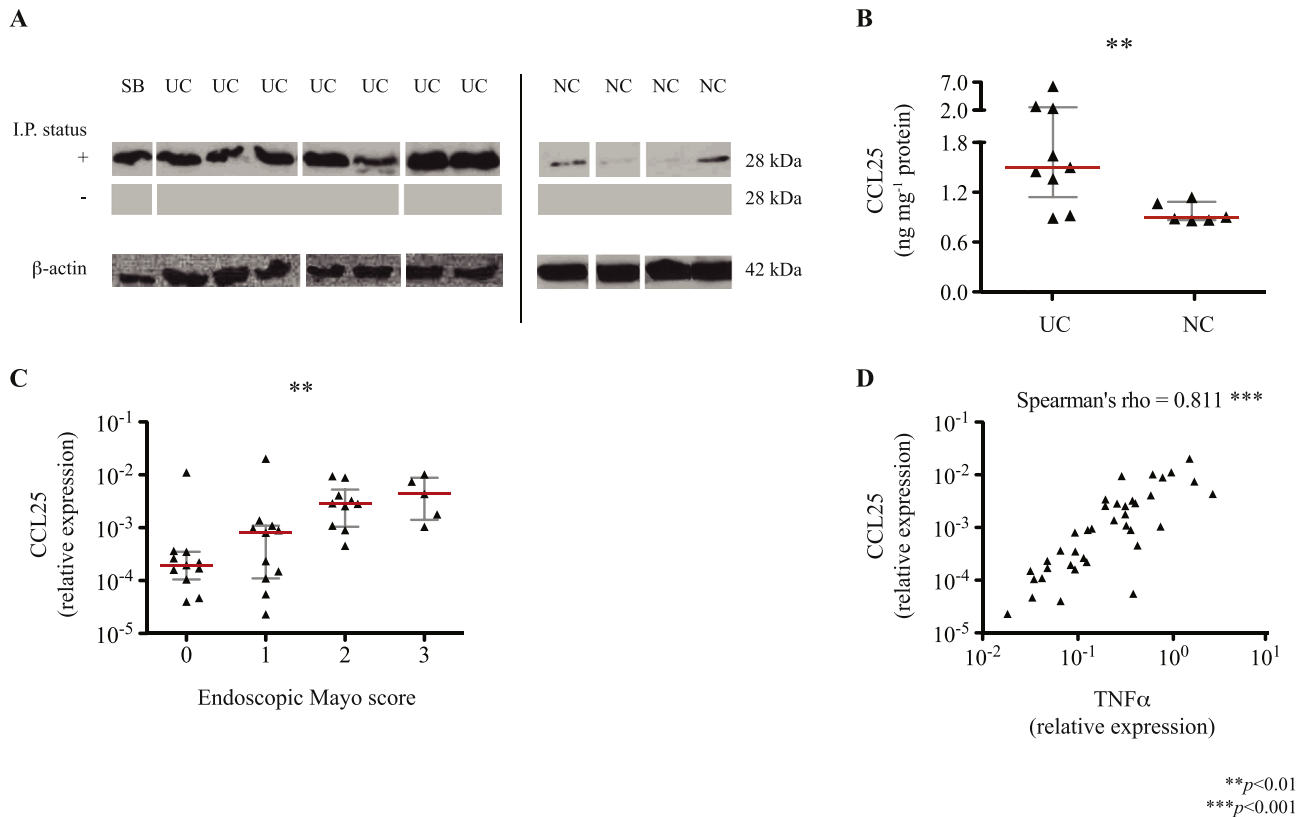 A
SB UC UC UC UC UC UC UC NC NC NC NC
I.P. status
+ 28 kDa
- 28 kDa
β-actin 42 kDa
B
**
CCL25
(ng mg⁻¹ protein)
7.0
2.0
1.8
1.2
0.6
0.0
UC NC
C
**
CCL25
(relative expression)
10⁻¹
10⁻²
10⁻³
10⁻⁴
10⁻⁵
0 1 2 3
Endoscopic Mayo score
D
Spearman's rho = 0.811 ***
CCL25
(relative expression)
10⁻¹
10⁻²
10⁻³
10⁻⁴
10⁻⁵
10⁻² 10⁻¹ 10⁰ 10¹
TNFα
(relative expression)
**p<0.01
***p<0.001